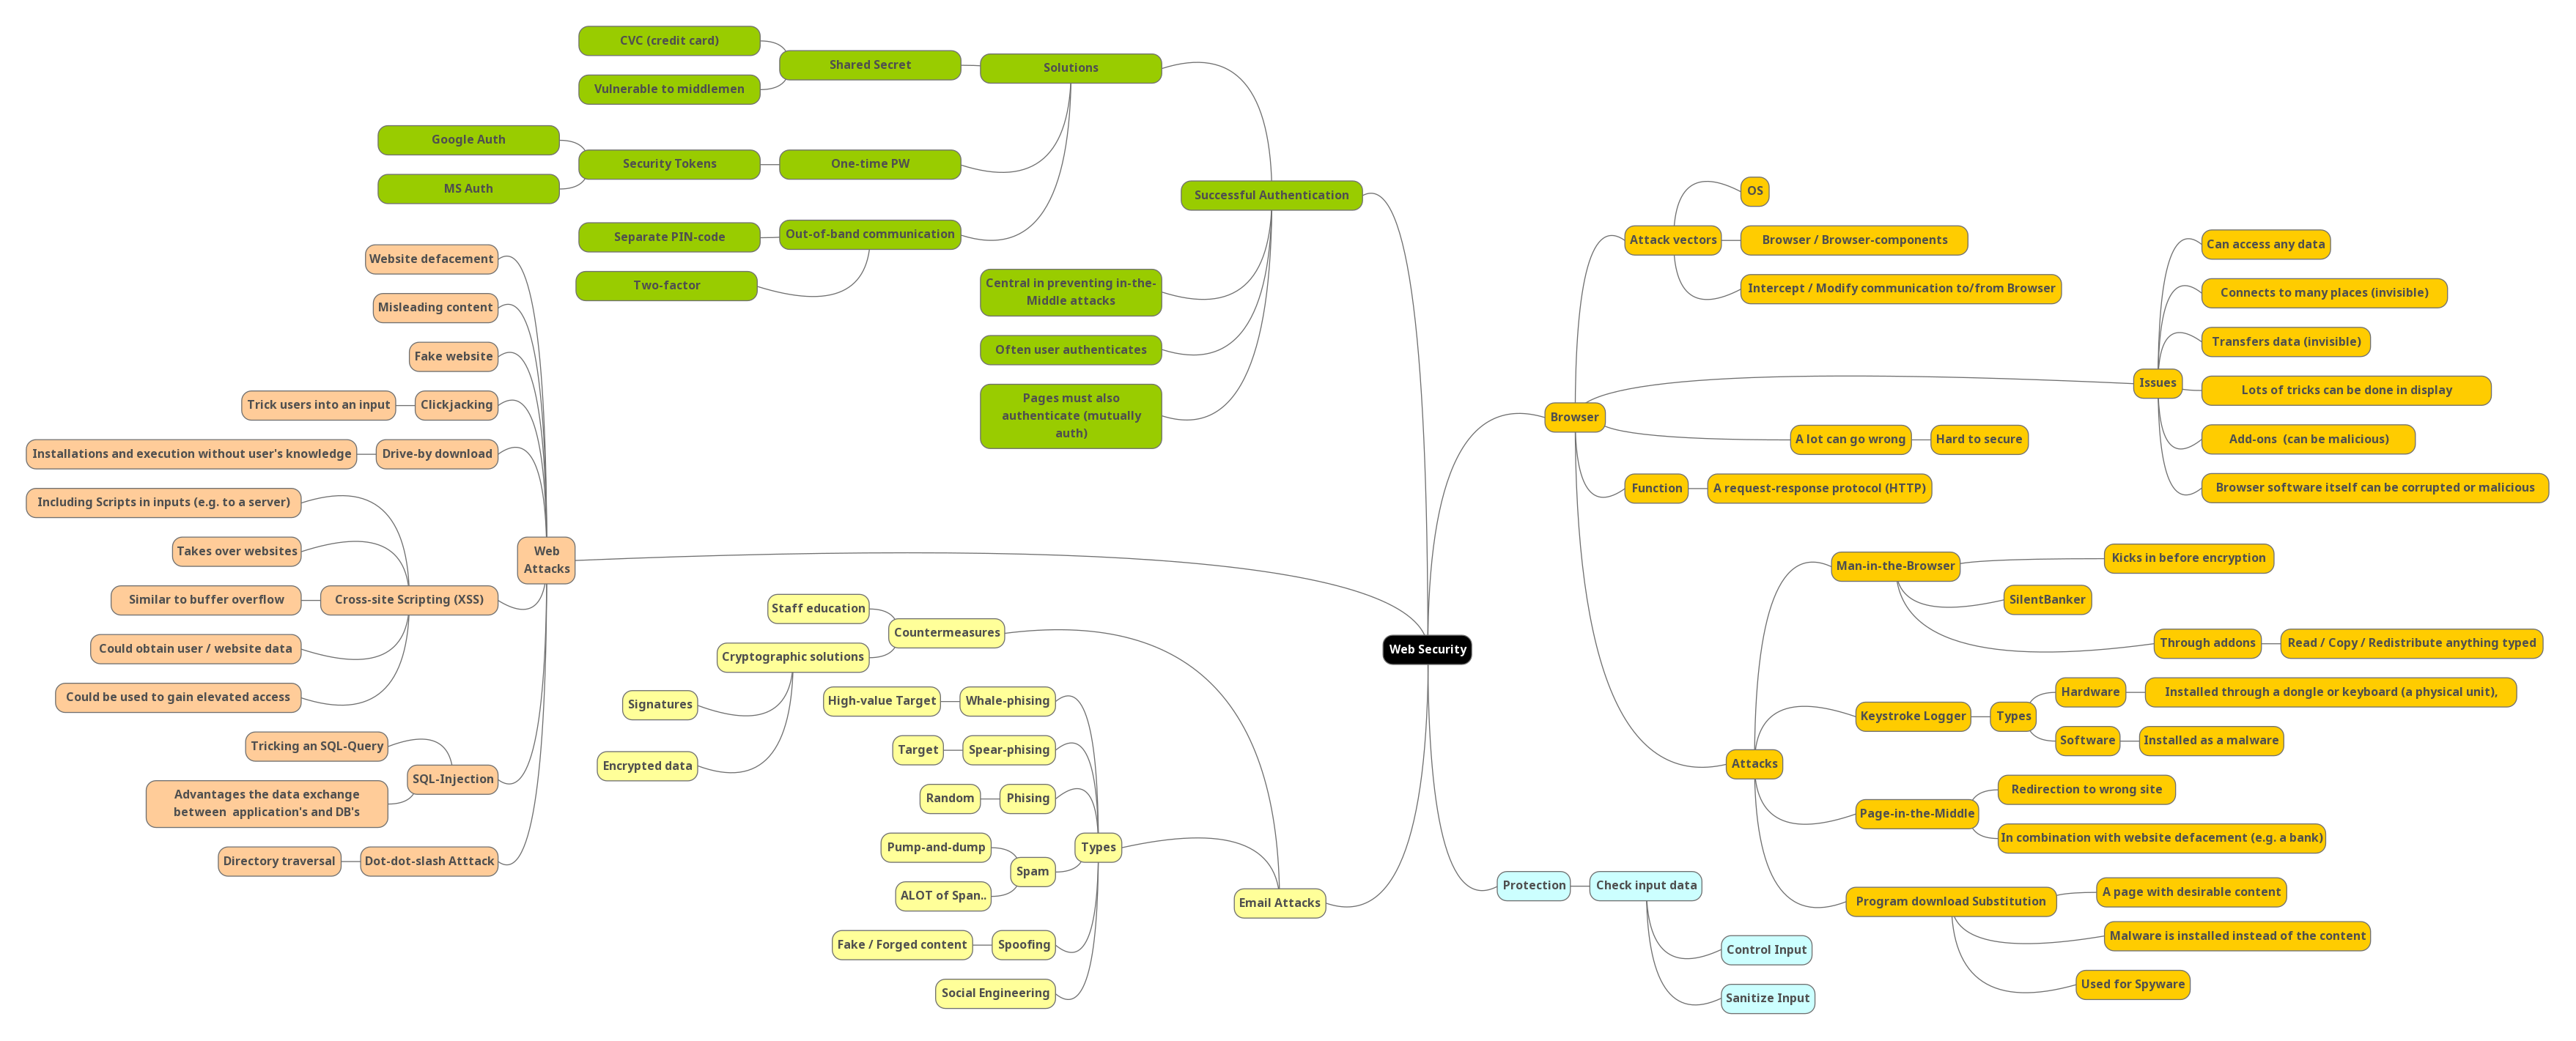 CVC (credit card)
Shared Secret
Solutions
Vulnerable to middlemen
Google Auth
Security Tokens
One-time PW
MS Auth
Successful Authentication
Separate PIN-code
Out-of-band communication
Two-factor
Central in preventing in-the-
Middle attacks
Often user authenticates
Pages must also
authenticate (mutually
auth)
Website defacement
Misleading content
Fake website
Trick users into an input
Clickjacking
Installations and execution without user's knowledge
Drive-by download
Including Scripts in inputs (e.g. to a server)
Takes over websites
Web
Attacks
Similar to buffer overflow
Cross-site Scripting (XSS)
Could obtain user / website data
Could be used to gain elevated access
Tricking an SQL-Query
SQL-Injection
Advantages the data exchange
between  application's and DB's
Directory traversal
Dot-dot-slash Atttack
Staff education
Countermeasures
Cryptographic solutions
Signatures
Encrypted data
High-value Target
Whale-phising
Target
Spear-phising
Random
Phising
Pump-and-dump
Types
Spam
ALOT of Span..
Email Attacks
Fake / Forged content
Spoofing
Social Engineering
Web Security
OS
Attack vectors
Browser / Browser-components
Intercept / Modify communication to/from Browser
Can access any data
Connects to many places (invisible)
Transfers data (invisible)
Issues
Lots of tricks can be done in display
Browser
A lot can go wrong
Hard to secure
Add-ons  (can be malicious)
Function
A request-response protocol (HTTP)
Browser software itself can be corrupted or malicious
Man-in-the-Browser
Kicks in before encryption
SilentBanker
Through addons
Read / Copy / Redistribute anything typed
Hardware
Installed through a dongle or keyboard (a physical unit),
Keystroke Logger
Types
Software
Installed as a malware
Attacks
Redirection to wrong site
Page-in-the-Middle
In combination with website defacement (e.g. a bank)
Program download Substitution
A page with desirable content
Malware is installed instead of the content
Used for Spyware
Protection
Check input data
Control Input
Sanitize Input